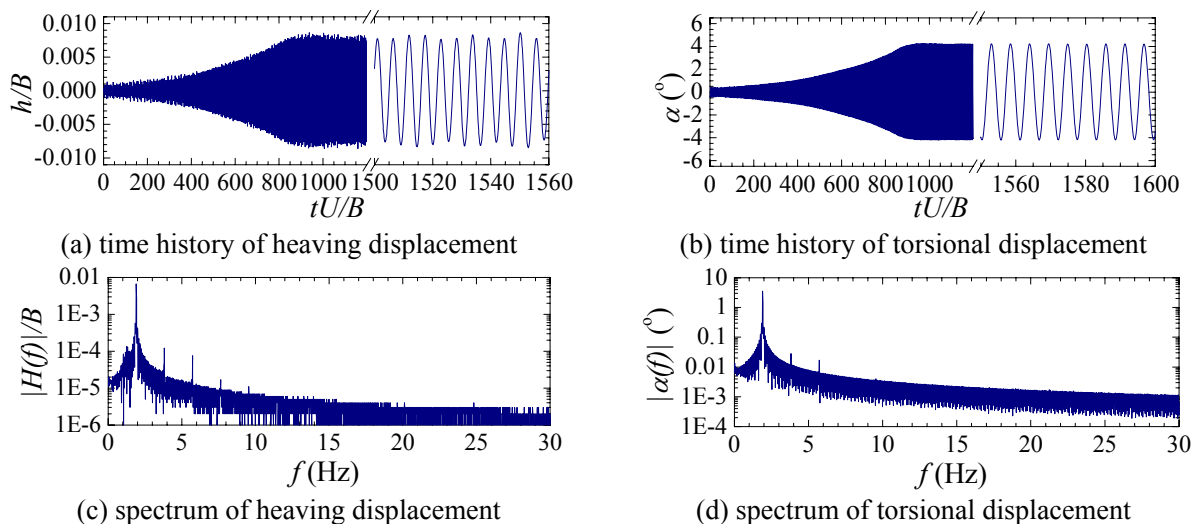 0.010
0.005
0.000
-0.005
-0.010
h/B
0 200 400 600 800 1000 1500 1520 1540 1560
tU/B
(a) time history of heaving displacement
6
4
2
0
-2
-4
-6
α (°)
0 200 400 600 800 1000 1560 1580 1600
tU/B
(b) time history of torsional displacement
0.01
1E-3
1E-4
1E-5
1E-6
|H(f)|/B
0 5 10 15 20 25 30
f (Hz)
(c) spectrum of heaving displacement
10
1
0.1
0.01
1E-3
1E-4
|α(f)| (°)
0 5 10 15 20 25 30
f (Hz)
(d) spectrum of torsional displacement